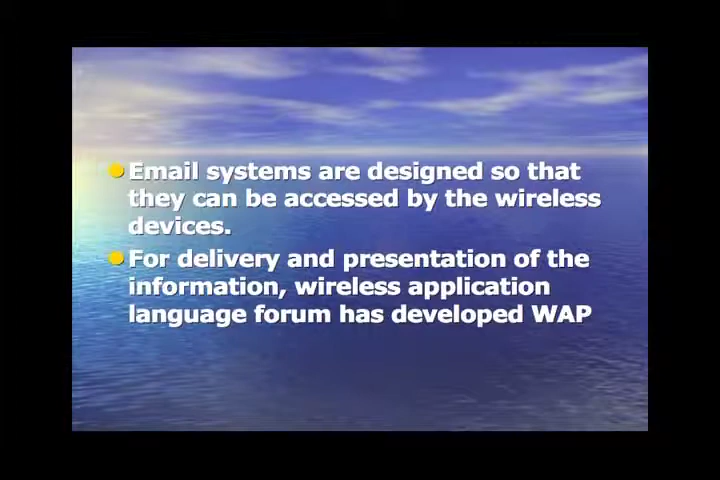 Email systems are designed so that
they can be accessed by the wireless
devices.
For delivery and presentation of the
information, wireless application
language forum has developed WAP